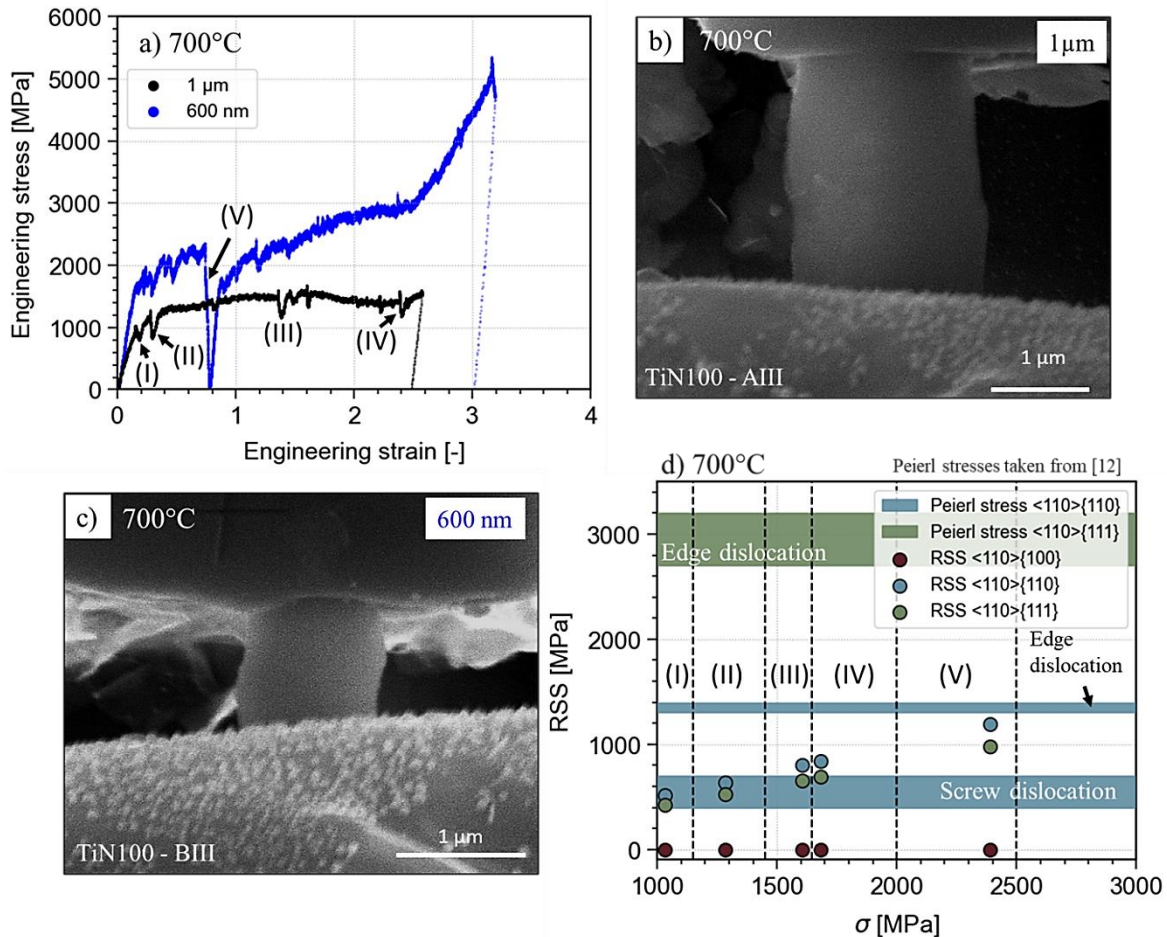 a) 700°C
1 µm
600 nm
(I)
(II)
(III)
(IV)
(V)
Engineering stress [MPa]
6000
5000
4000
3000
2000
1000
0
0 1 2 3 4
Engineering strain [-]
b) 700°C
1µm
TiN100 - AIII
1 µm
c) 700°C
600 nm
TiN100 - BIII
1 µm
d) 700°C
Peierl stresses taken from [12]
Peierl stress <110>{110}
Peierl stress <110>{111}
RSS <110>{100}
RSS <110>{110}
RSS <110>{111}
Edge dislocation
Edge
dislocation
(I) (II) (III) (IV) (V)
Screw dislocation
RSS [MPa]
3000
2000
1000
0
1000 1500 2000 2500 3000
σ [MPa]